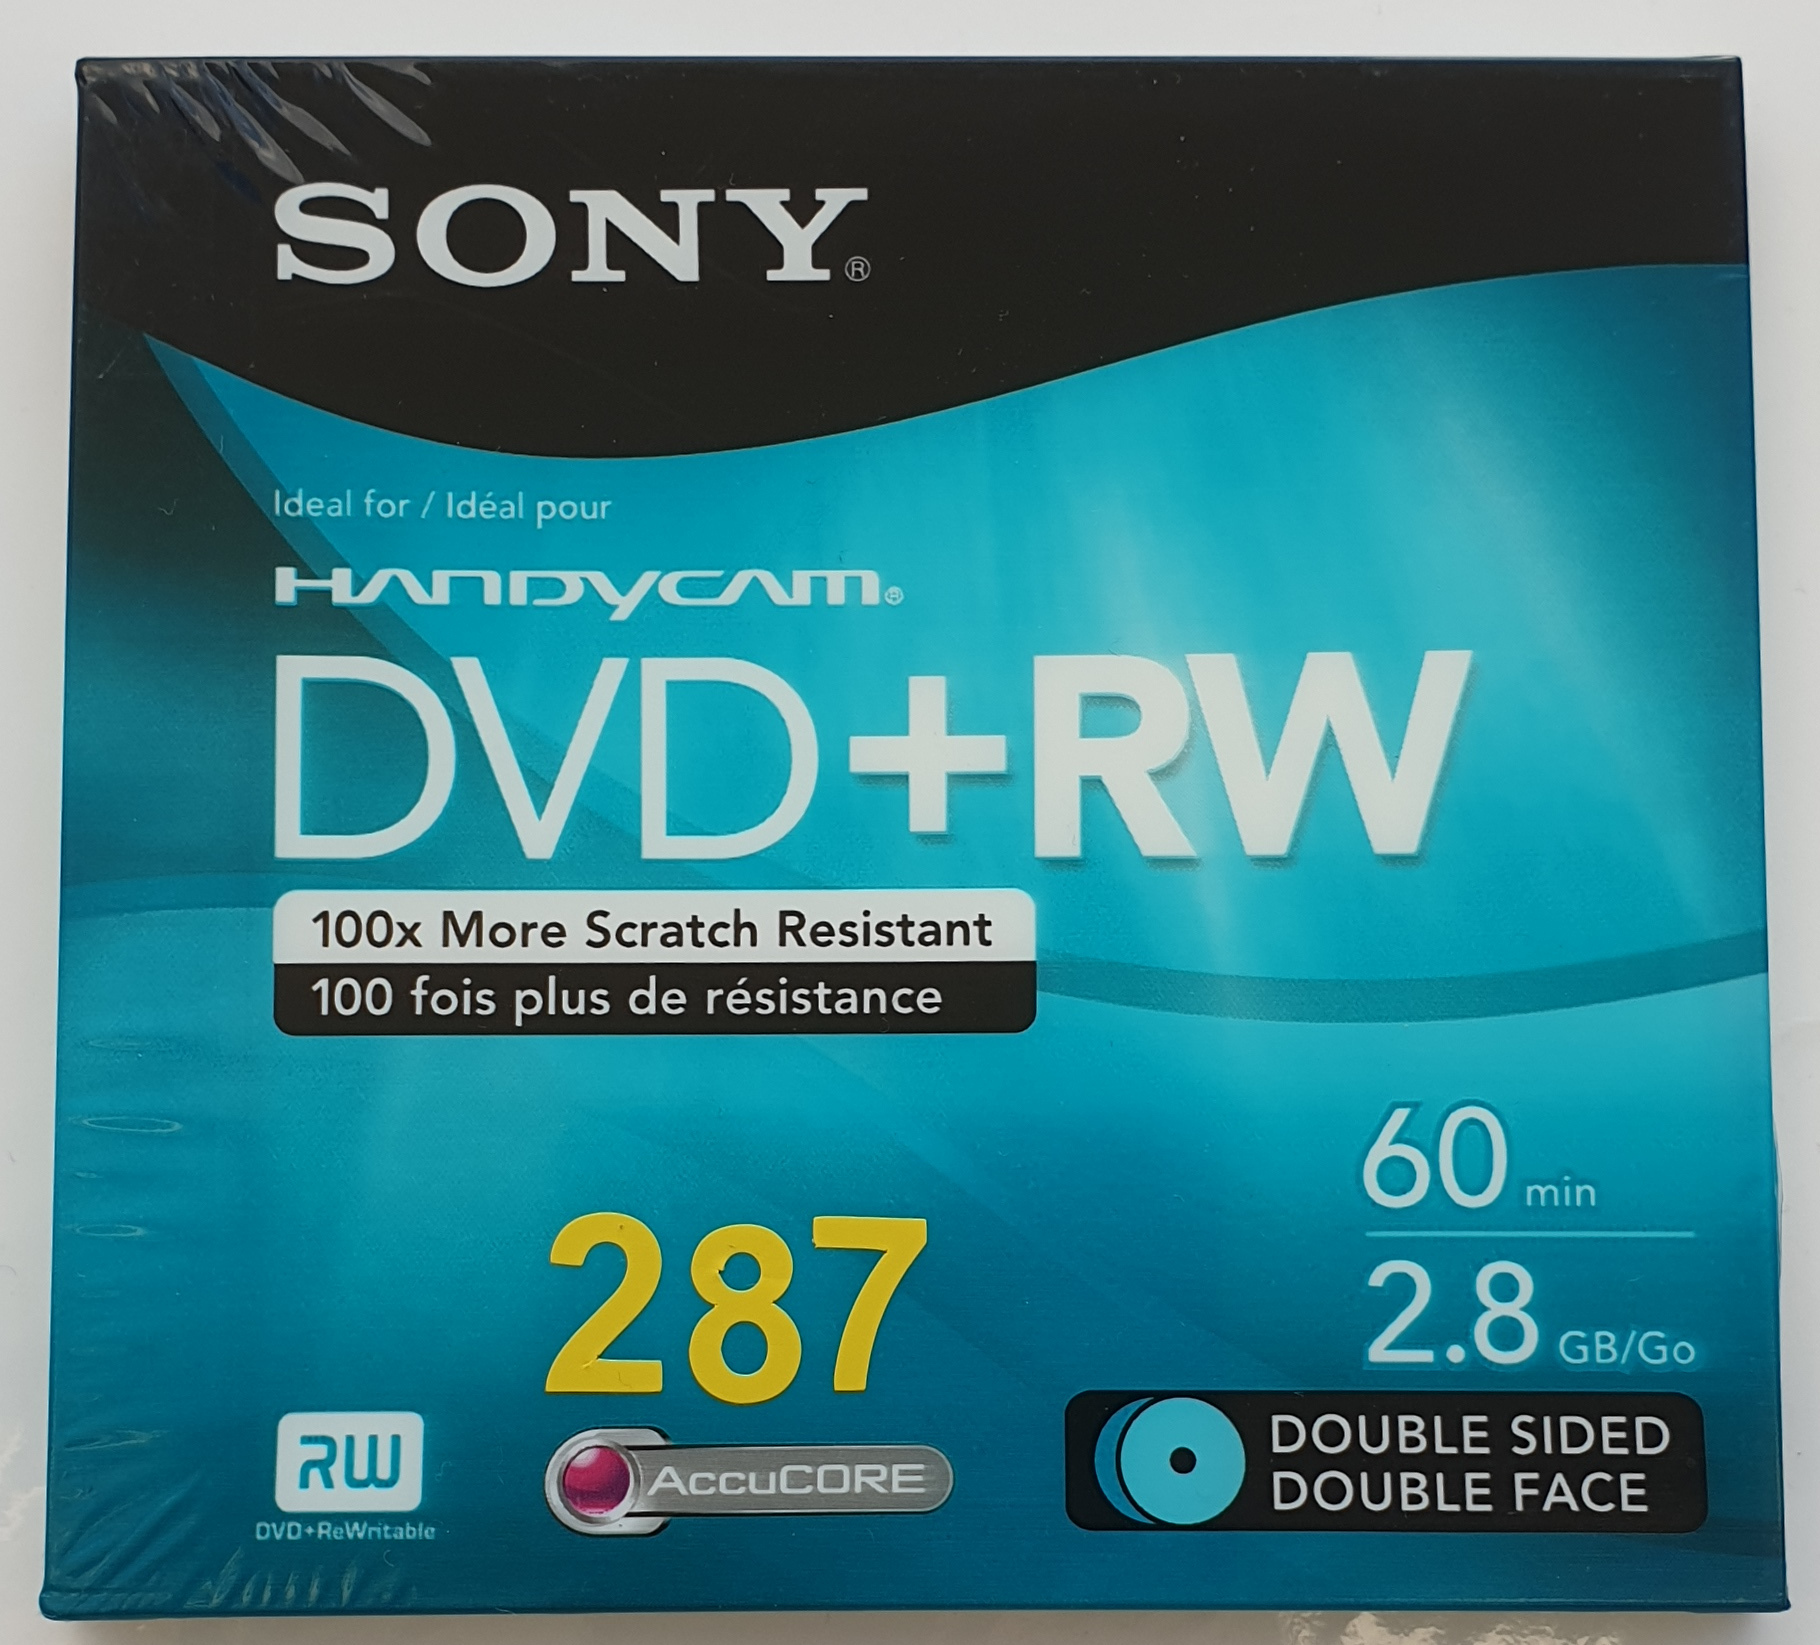 SONY®
Ideal for / Idéal pour
HANDYCAM®
DVD+RW
100x More Scratch Resistant
100 fois plus de résistance
60 min
2.8 GB/Go
287
RW
DVD+ReWritable
AccuCORE
DOUBLE SIDED
DOUBLE FACE